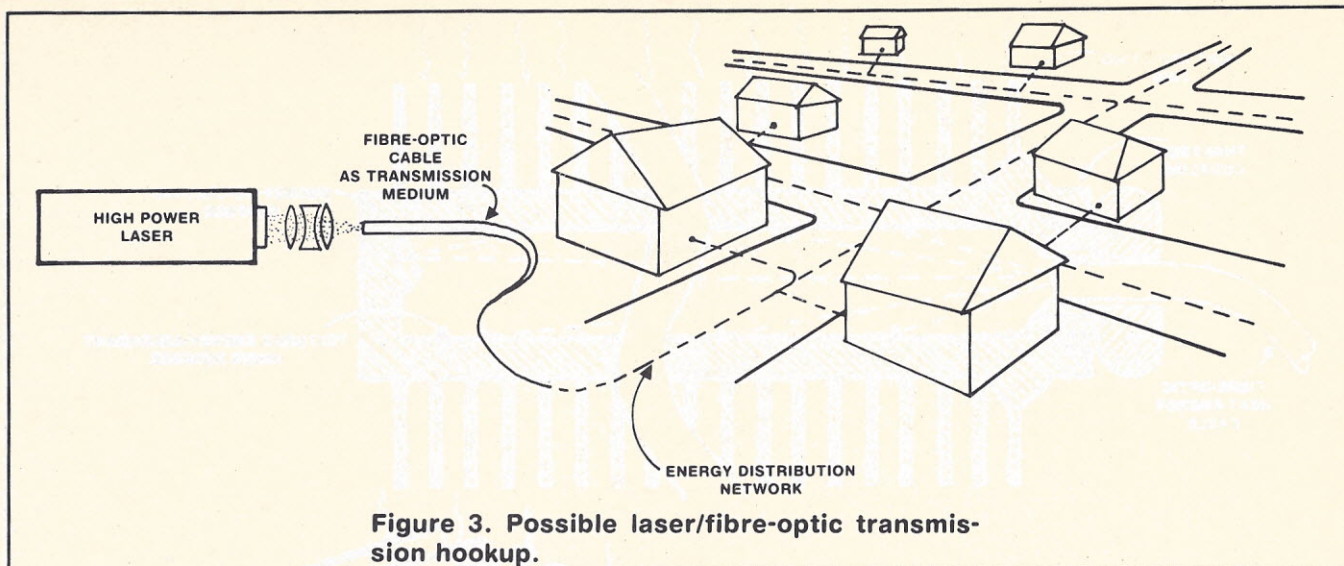 FIBRE-OPTIC
CABLE
AS TRANSMISSION
MEDIUM
HIGH POWER
LASER
ENERGY DISTRIBUTION
NETWORK
Figure 3. Possible laser/fibre-optic transmis-
sion hookup.